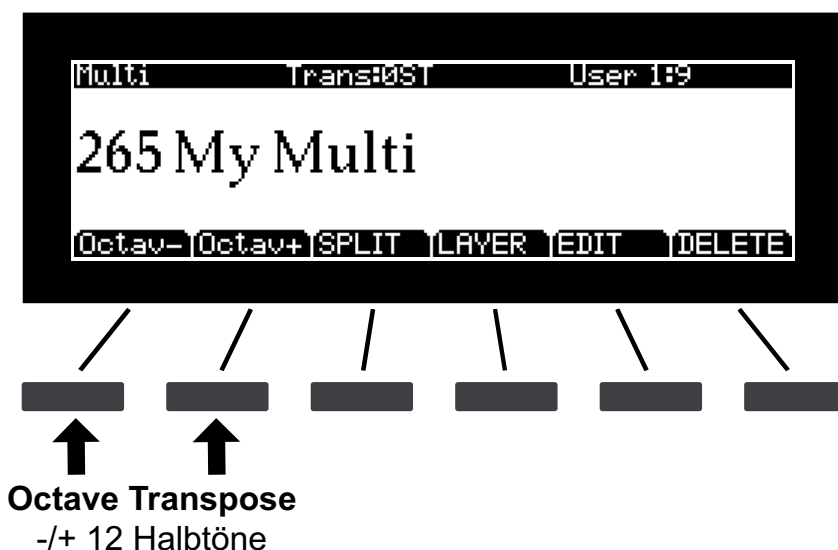 Multi Trans:0ST User 1:9
265 My Multi
Octav- Octav+ SPLIT LAYER EDIT DELETE
Octave Transpose
-/+ 12 Halbtöne